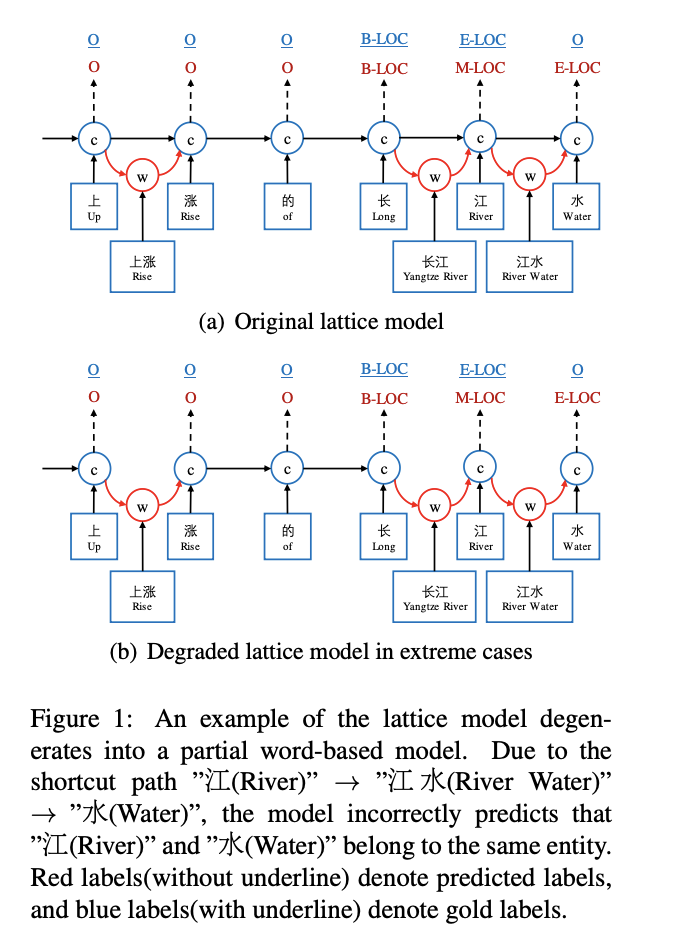 O O O B-LOC E-LOC O
O O O B-LOC M-LOC E-LOC
c c c c c c
w w w
上 涨 的 长 江 水
Up Rise of Long River Water
上涨 长江 江水
Rise Yangtze River River Water
(a) Original lattice model
O O O B-LOC E-LOC O
O O O B-LOC M-LOC E-LOC
c c c c c c
w w w
上 涨 的 长 江 水
Up Rise of Long River Water
上涨 长江 江水
Rise Yangtze River River Water
(b) Degraded lattice model in extreme cases
Figure 1: An example of the lattice model degen-
erates into a partial word-based model. Due to the
shortcut path ”江(River)” → ”江 水(River Water)”
→ ”水(Water)”, the model incorrectly predicts that
”江(River)” and ”水(Water)” belong to the same entity.
Red labels(without underline) denote predicted labels,
and blue labels(with underline) denote gold labels.